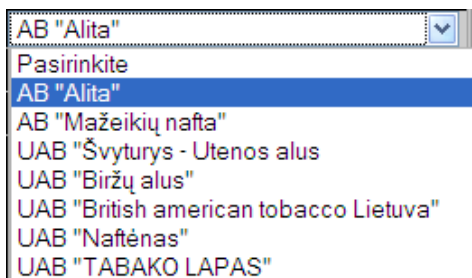 AB "Alita"
Pasirinkite
AB "Alita"
AB "Mažeikių nafta"
UAB "Švyturys - Utenos alus
UAB "Biržų alus"
UAB "British american tobacco Lietuva"
UAB "Naftėnas"
UAB "TABAKO LAPAS"